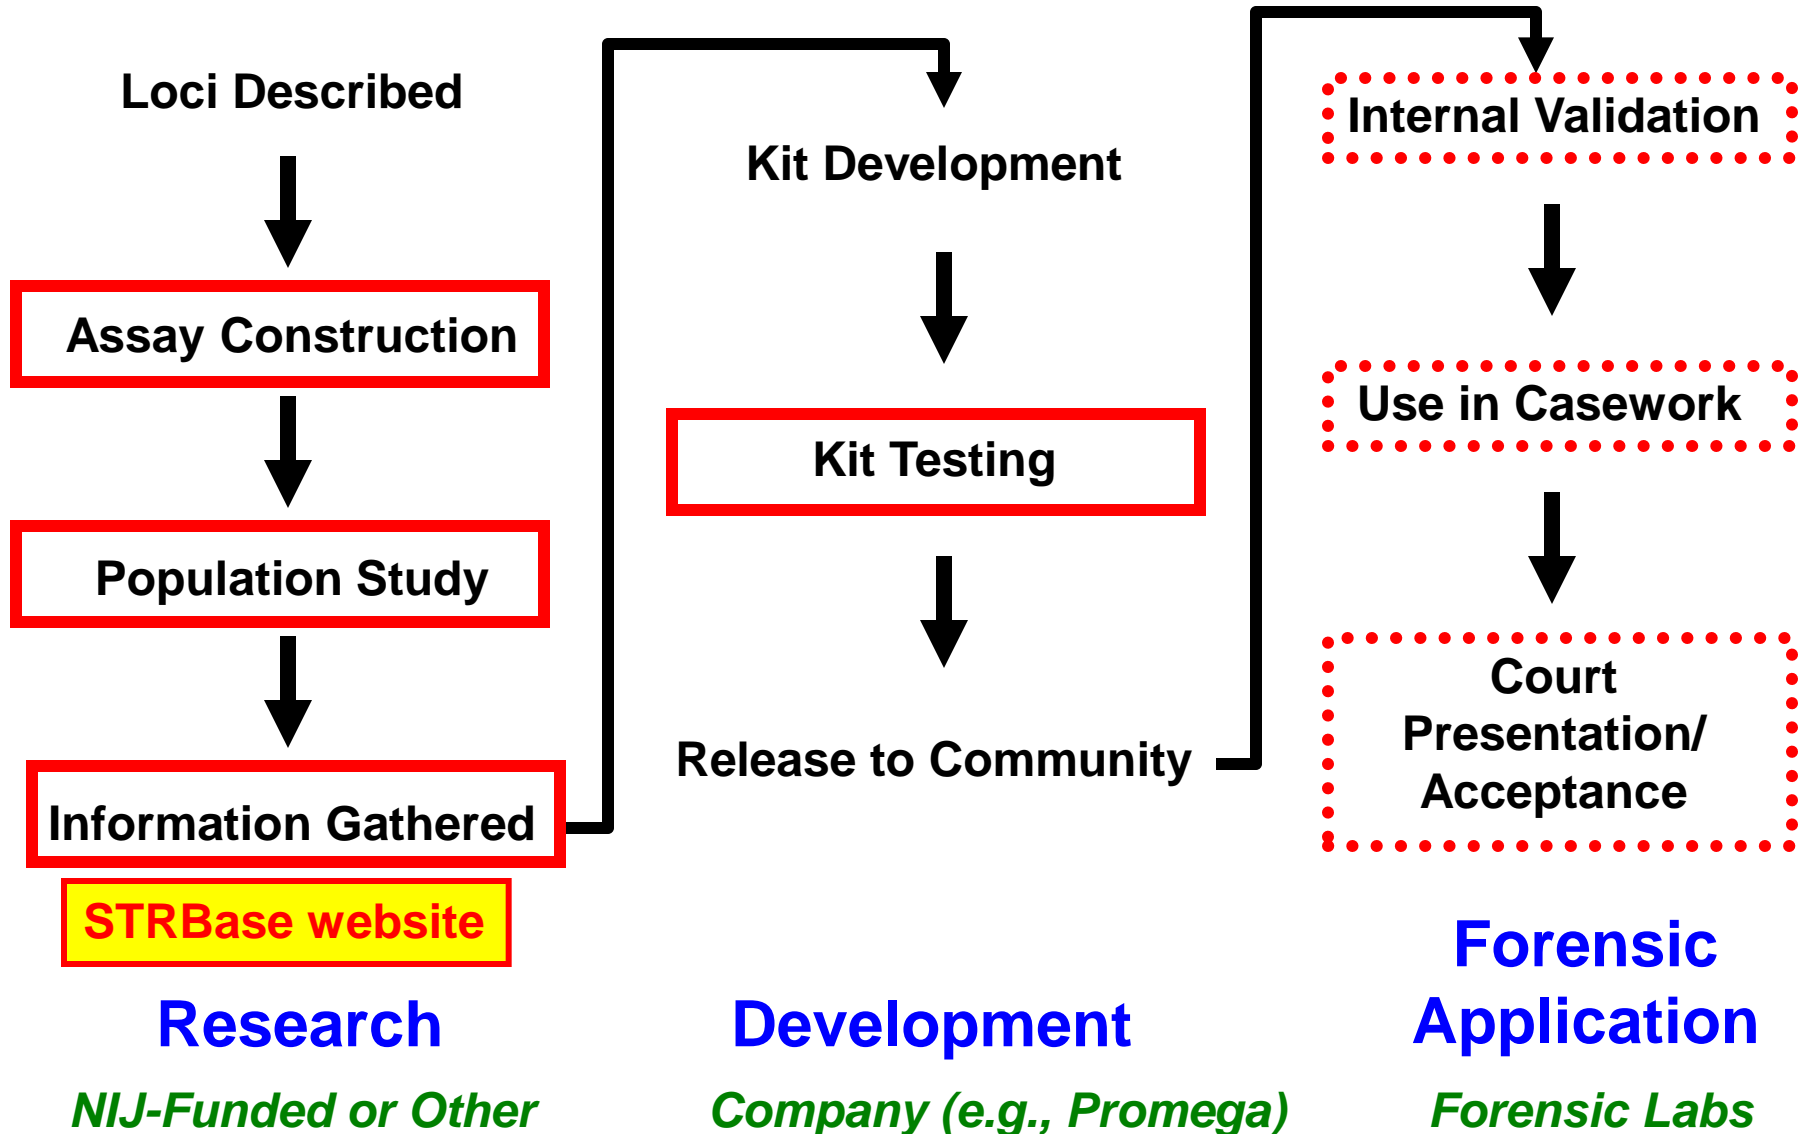 Loci Described
Assay Construction
Population Study
Information Gathered
STRBase website
Research
NIJ-Funded or Other
Kit Development
Kit Testing
Release to Community
Development
Company (e.g., Promega)
Internal Validation
Use in Casework
Court
Presentation/
Acceptance
Forensic
Application
Forensic Labs